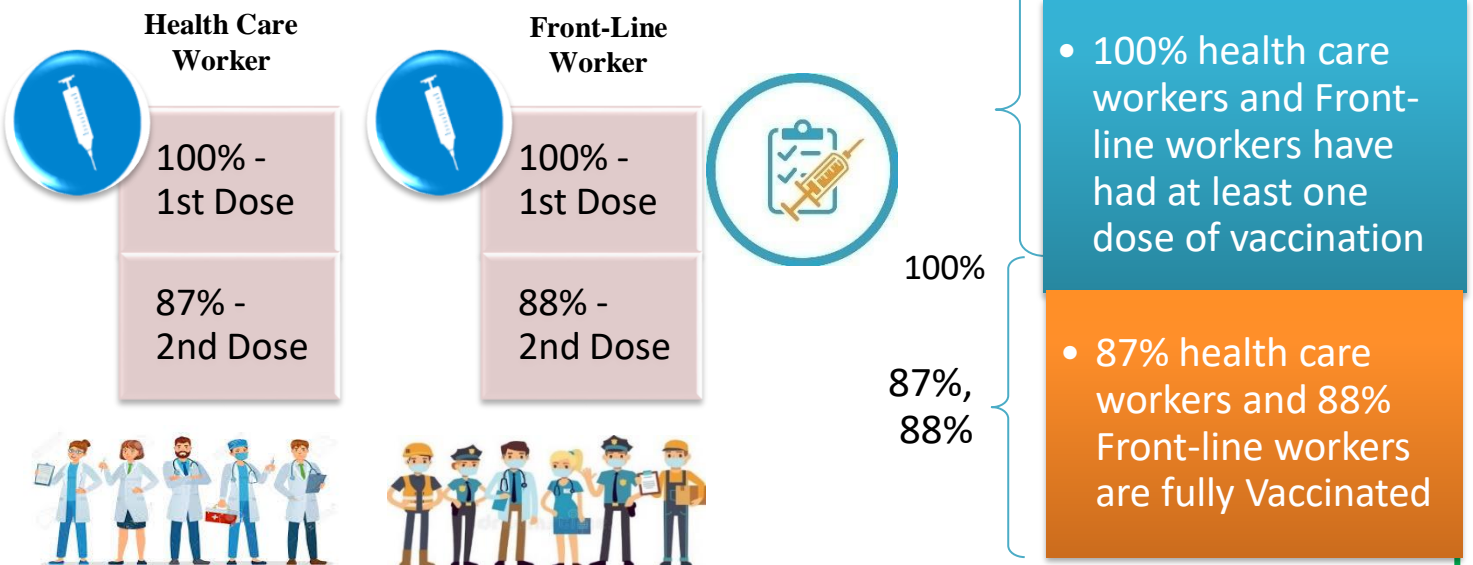 Health Care
Worker
100% -
1st Dose
87% -
2nd Dose
Front-Line
Worker
100% -
1st Dose
88% -
2nd Dose
100%
87%,
88%
• 100% health care
workers and Front-
line workers have
had at least one
dose of vaccination
• 87% health care
workers and 88%
Front-line workers
are fully Vaccinated